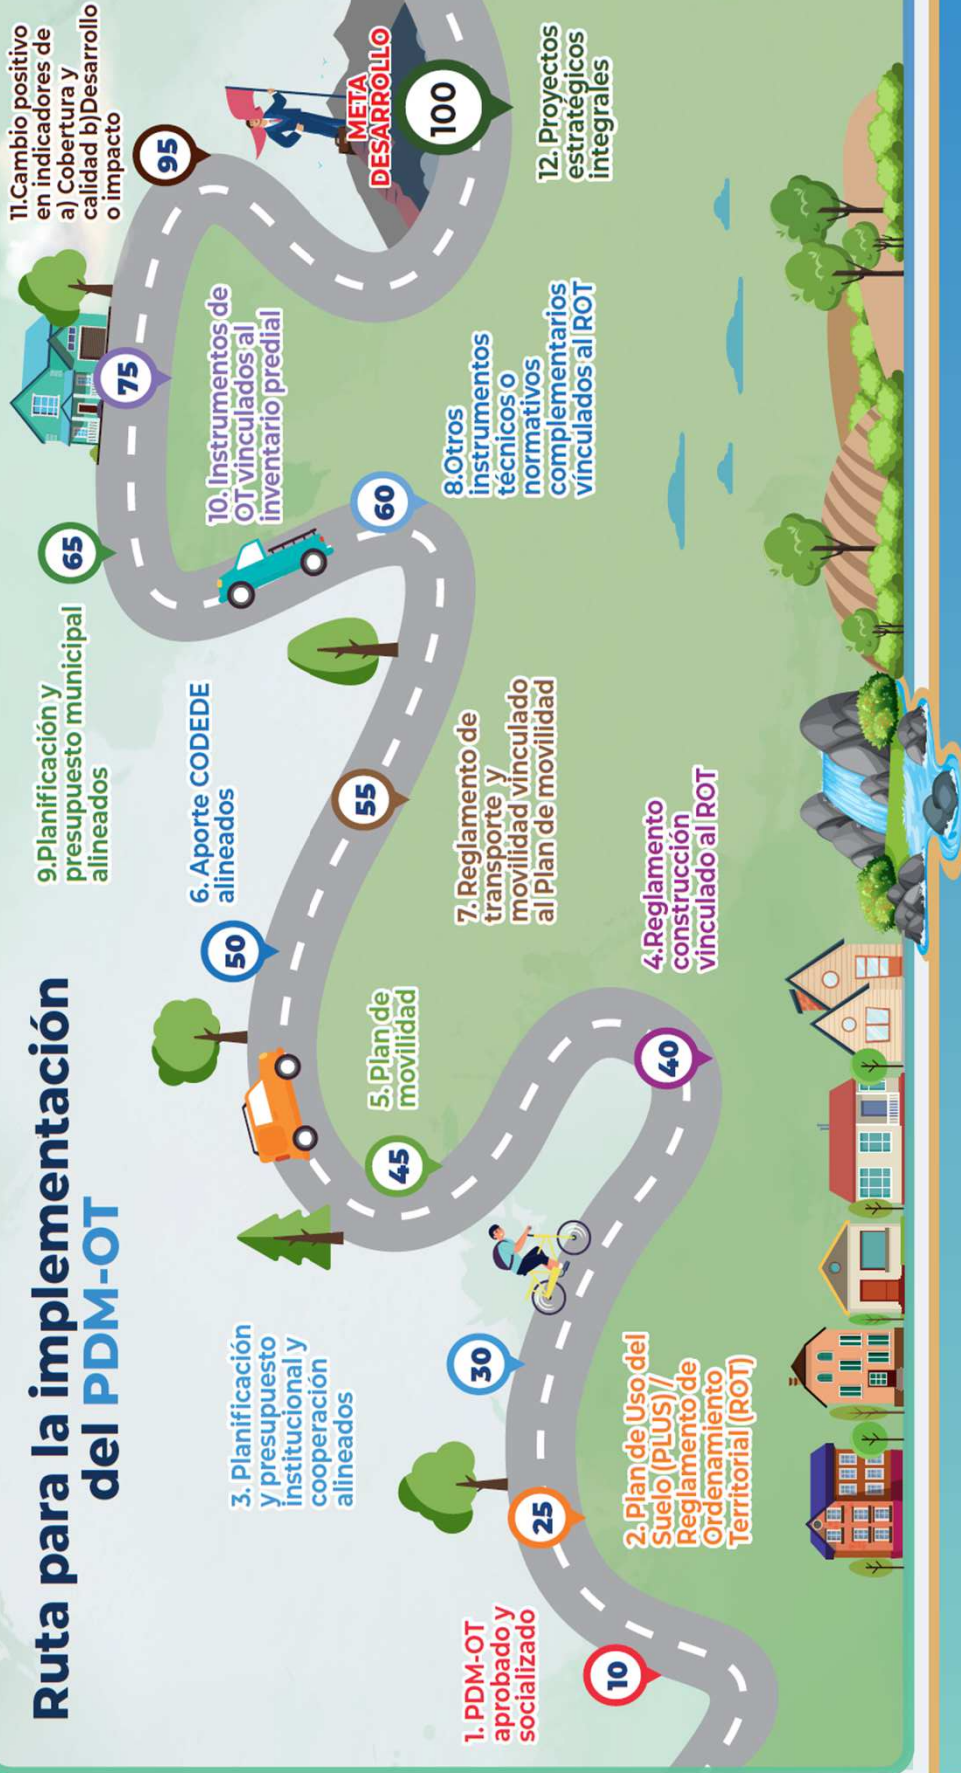 Ruta para la implementación
del PDM-OT
1. PDM-OT
aprobado y
socializado
10
25
2. Plan de Uso del
Suelo (PLUS) /
Reglamento de
Ordenamiento
Territorial (ROT)
3. Planificación
y presupuesto
institucional y
cooperación
alineados
30
40
4.Reglamento
construcción
vinculado al ROT
5. Plan de
movilidad
45
6. Aporte CODEDE
alineados
50
55
7. Reglamento de
transporte y
movilidad vinculado
al Plan de movilidad
60
8.Otros
instrumentos
técnicos o
normativos
complementarios
vinculados al ROT
9.Planificación y
presupuesto municipal
alineados
65
75
10. Instrumentos de
OT vinculados al
inventario predial
11.Cambio positivo
en indicadores de
a) Cobertura y
calidad b)Desarrollo
o impacto
95
META
DESARROLLO
100
12. Proyectos
estratégicos
integrales